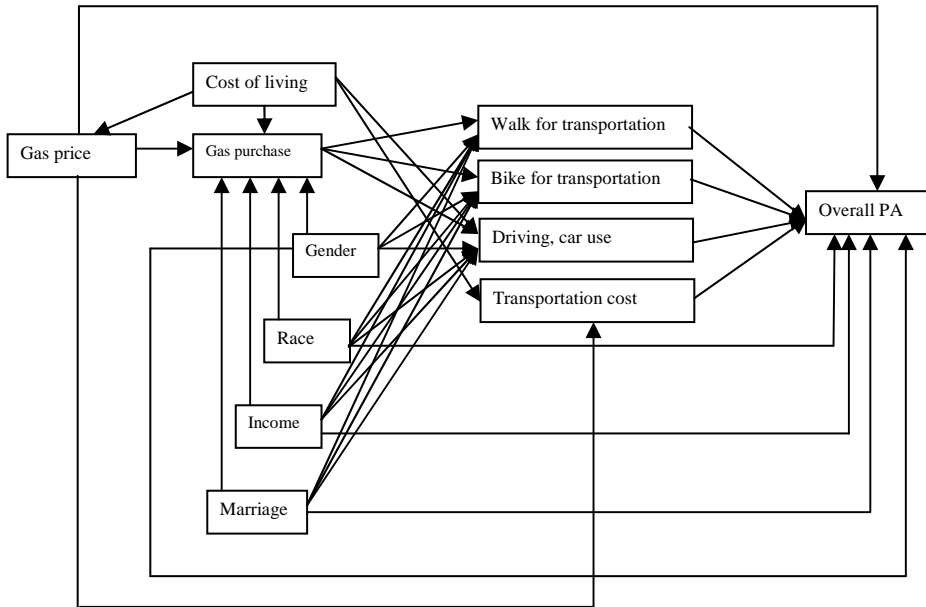 Cost of living
Gas price
Gas purchase
Walk for transportation
Bike for transportation
Overall PA
Driving, car use
Gender
Transportation cost
Race
Income
Marriage